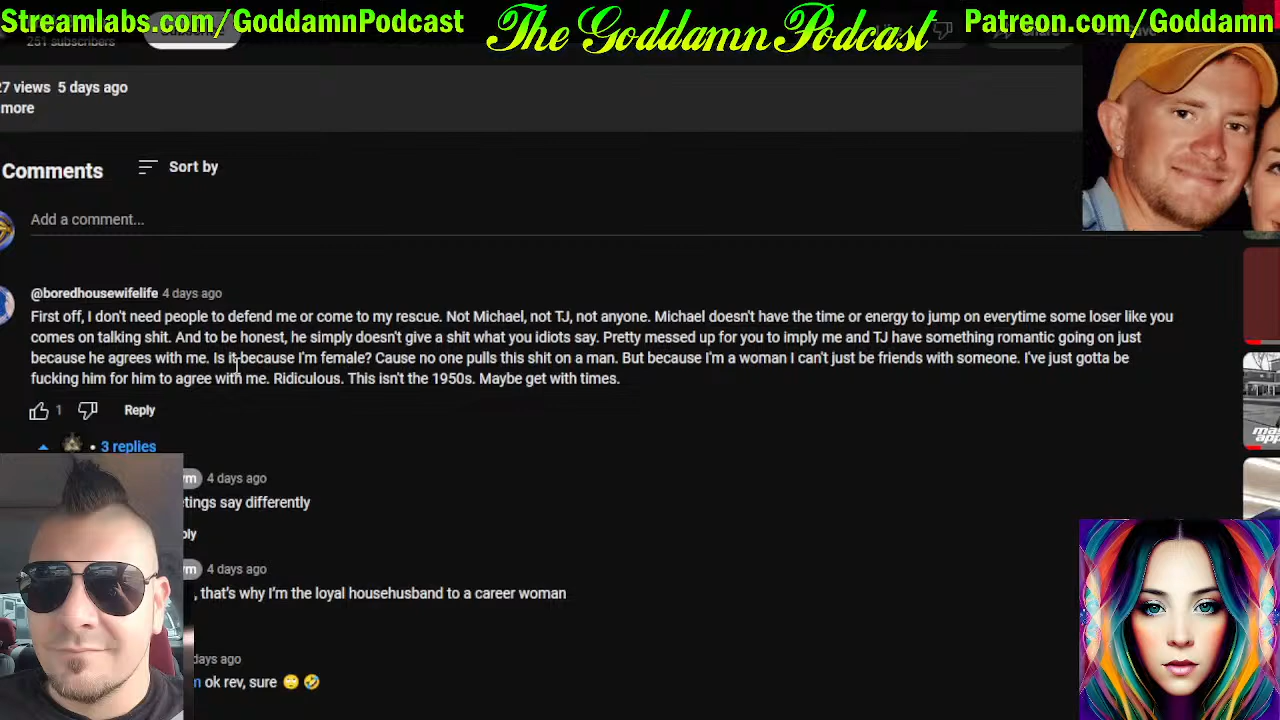 Streamlabs.com/GoddamnPodcast The Goddamn Podcast Patreon.com/Goddamn
251 subscribers
27 views 5 days ago
more
Comments Sort by
Add a comment...
@boredhousewifelife 4 days ago
First off, I don't need people to defend me or come to my rescue. Not Michael, not TJ, not anyone. Michael doesn't have the time or energy to jump on everytime some loser like you
comes on talking shit. And to be honest, he simply doesn't give a shit what you idiots say. Pretty messed up for you to imply me and TJ have something romantic going on just
because he agrees with me. Is it because I'm female? Cause no one pulls this shit on a man. But because I'm a woman I can't just be friends with someone. I've just gotta be
fucking him for him to agree with me. Ridiculous. This isn't the 1950s. Maybe get with times.
1 Reply
3 replies
ym 4 days ago
etings say differently
ply
ym 4 days ago
, that's why I'm the loyal househusband to a career woman
days ago
ok rev, sure 🙄 🤣